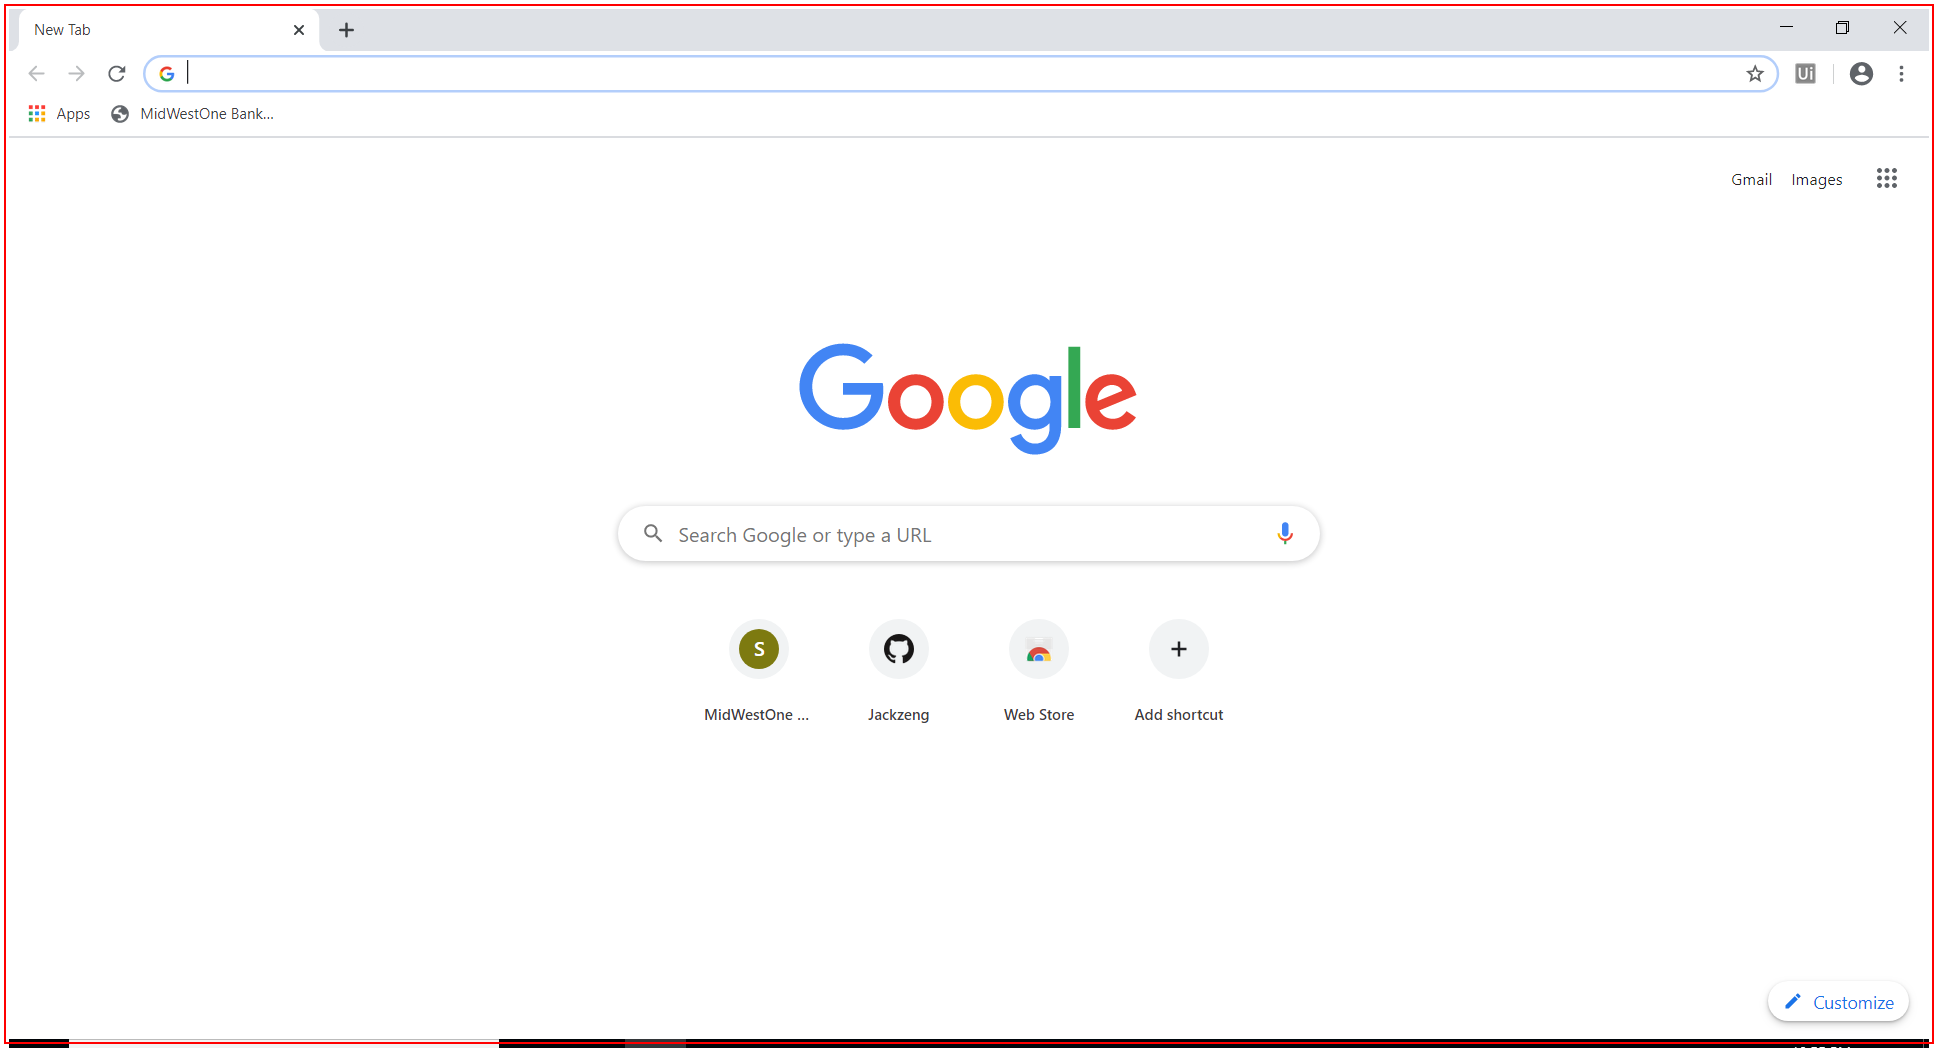 New Tab
Ui
Apps MidWestOne Bank...
Gmail Images
Google
Search Google or type a URL
S
MidWestOne ... Jackzeng Web Store Add shortcut
Customize